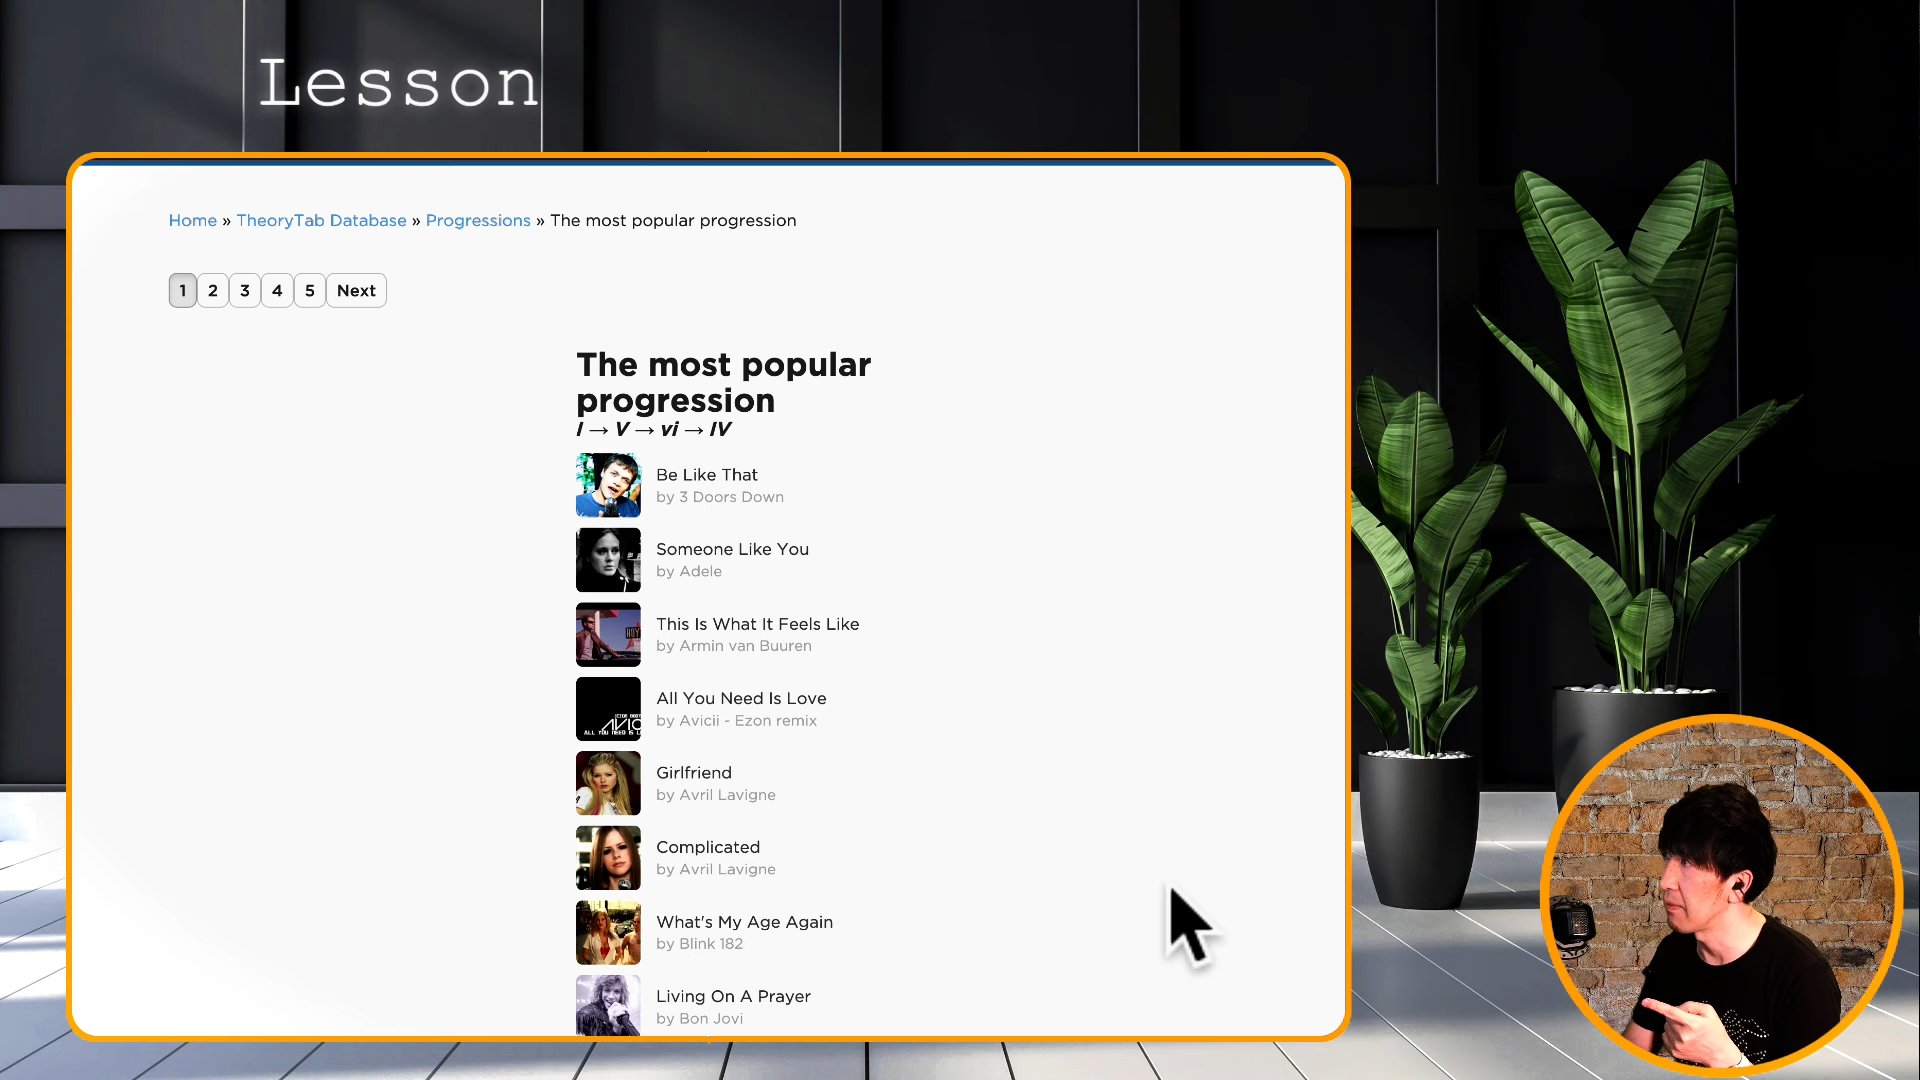 Lesson
Home » TheoryTab Database » Progressions » The most popular progression
1 2 3 4 5 Next
The most popular
progression
I → V → vi → IV
Be Like That
by 3 Doors Down
Someone Like You
by Adele
This Is What It Feels Like
by Armin van Buuren
All You Need Is Love
by Avicii - Ezon remix
Girlfriend
by Avril Lavigne
Complicated
by Avril Lavigne
What's My Age Again
by Blink 182
Living On A Prayer
by Bon Jovi